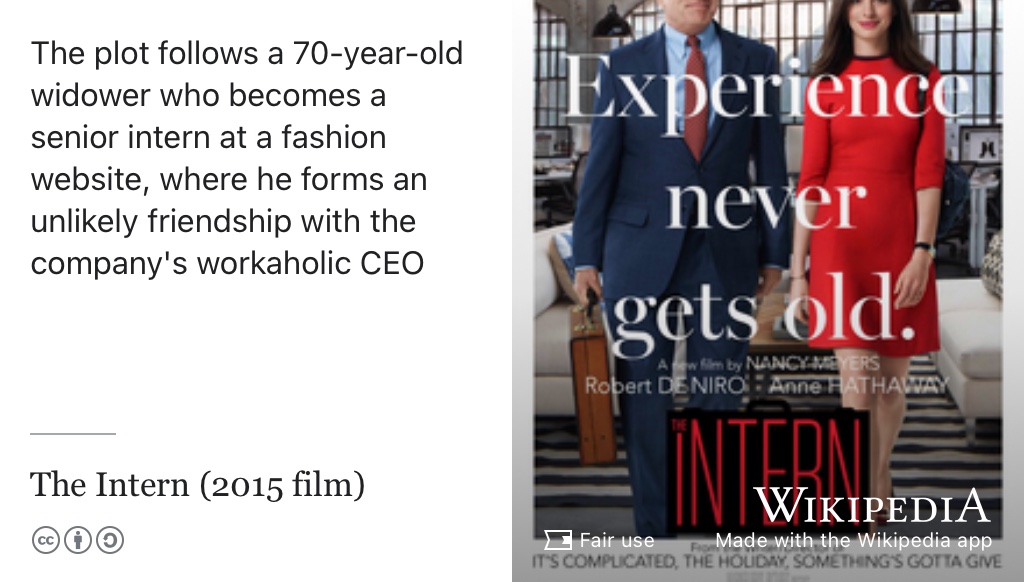 The plot follows a 70-year-old
widower who becomes a
senior intern at a fashion
website, where he forms an
unlikely friendship with the
company's workaholic CEO
The Intern (2015 film)
cc
Experience
never
gets old.
A new film by NANCY MEYERS
Robert DE NIRO Anne HATHAWAY
THE
INTERN
WIKIPEDIA
Fair use
Made with the Wikipedia app
IT'S COMPLICATED, THE HOLIDAY, SOMETHING'S GOTTA GIVE